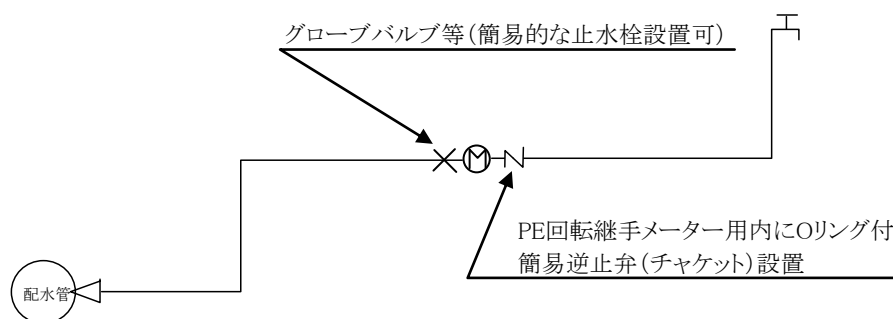 グローブバルブ等(簡易的な止水栓設置可)
M
PE回転継手メーター用内にOリング付
簡易逆止弁(チャケット)設置
配水管